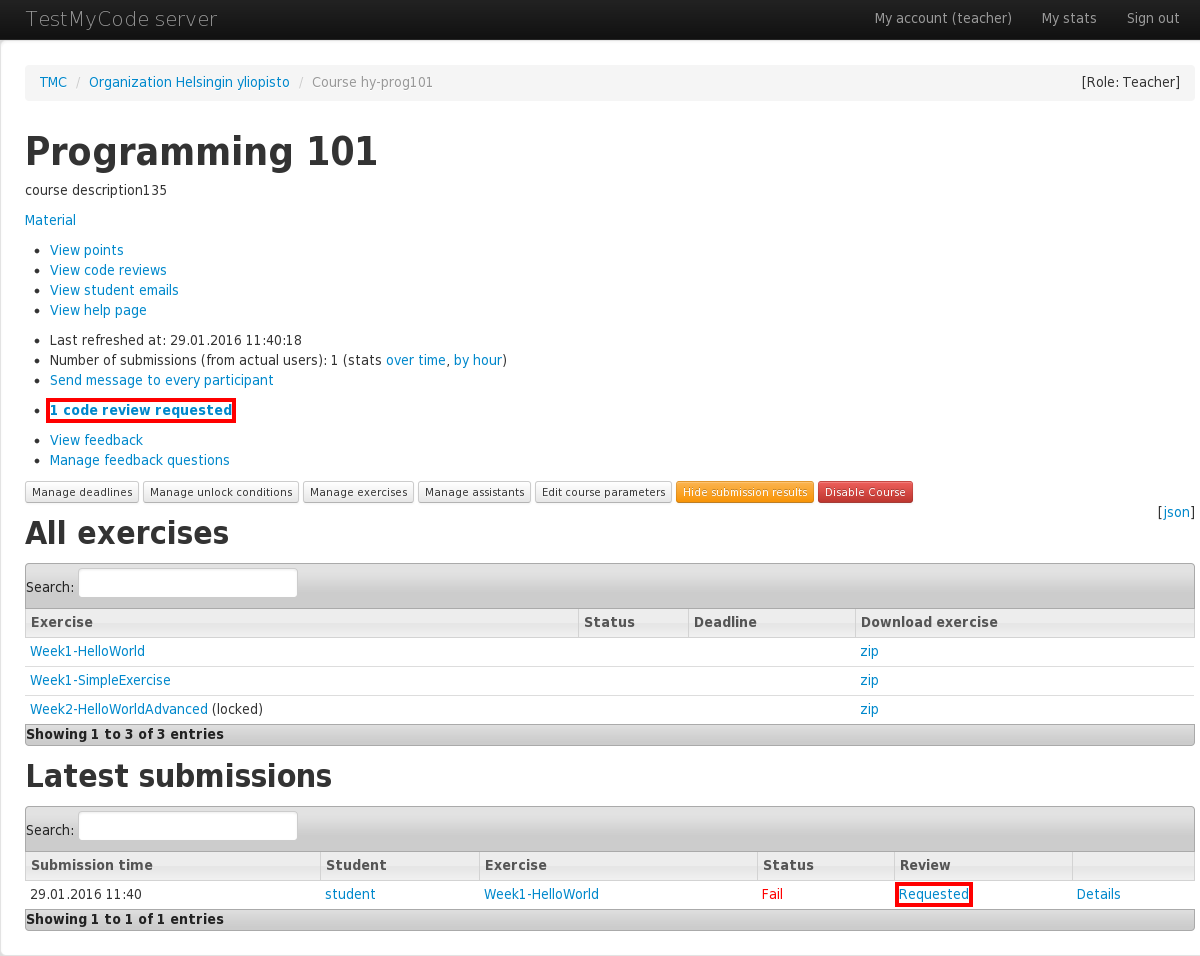 TestMyCode server My account (teacher) My stats Sign out
TMC / Organization Helsingin yliopisto / Course hy-prog101 [Role: Teacher]
Programming 101
course description135
Material
View points
View code reviews
View student emails
View help page
Last refreshed at: 29.01.2016 11:40:18
Number of submissions (from actual users): 1 (stats over time, by hour)
Send message to every participant
1 code review requested
View feedback
Manage feedback questions
Manage deadlines Manage unlock conditions Manage exercises Manage assistants Edit course parameters Hide submission results Disable Course
[json]
All exercises
Search:
Exercise Status Deadline Download exercise
Week1-HelloWorld zip
Week1-SimpleExercise zip
Week2-HelloWorldAdvanced (locked) zip
Showing 1 to 3 of 3 entries
Latest submissions
Search:
Submission time Student Exercise Status Review
29.01.2016 11:40 student Week1-HelloWorld Fail Requested Details
Showing 1 to 1 of 1 entries